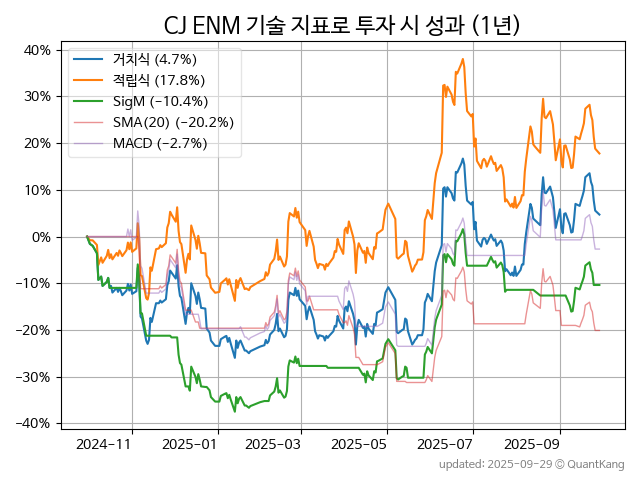 CJ ENM 기술 지표로 투자 시 성과 (1년)
거치식 (4.7%)
적립식 (17.8%)
SigM (−10.4%)
SMA(20) (−20.2%)
MACD (−2.7%)
40%
30%
20%
10%
0%
−10%
−20%
−30%
−40%
2024-11 2025-01 2025-03 2025-05 2025-07 2025-09
updated: 2025-09-29 © QuantKang